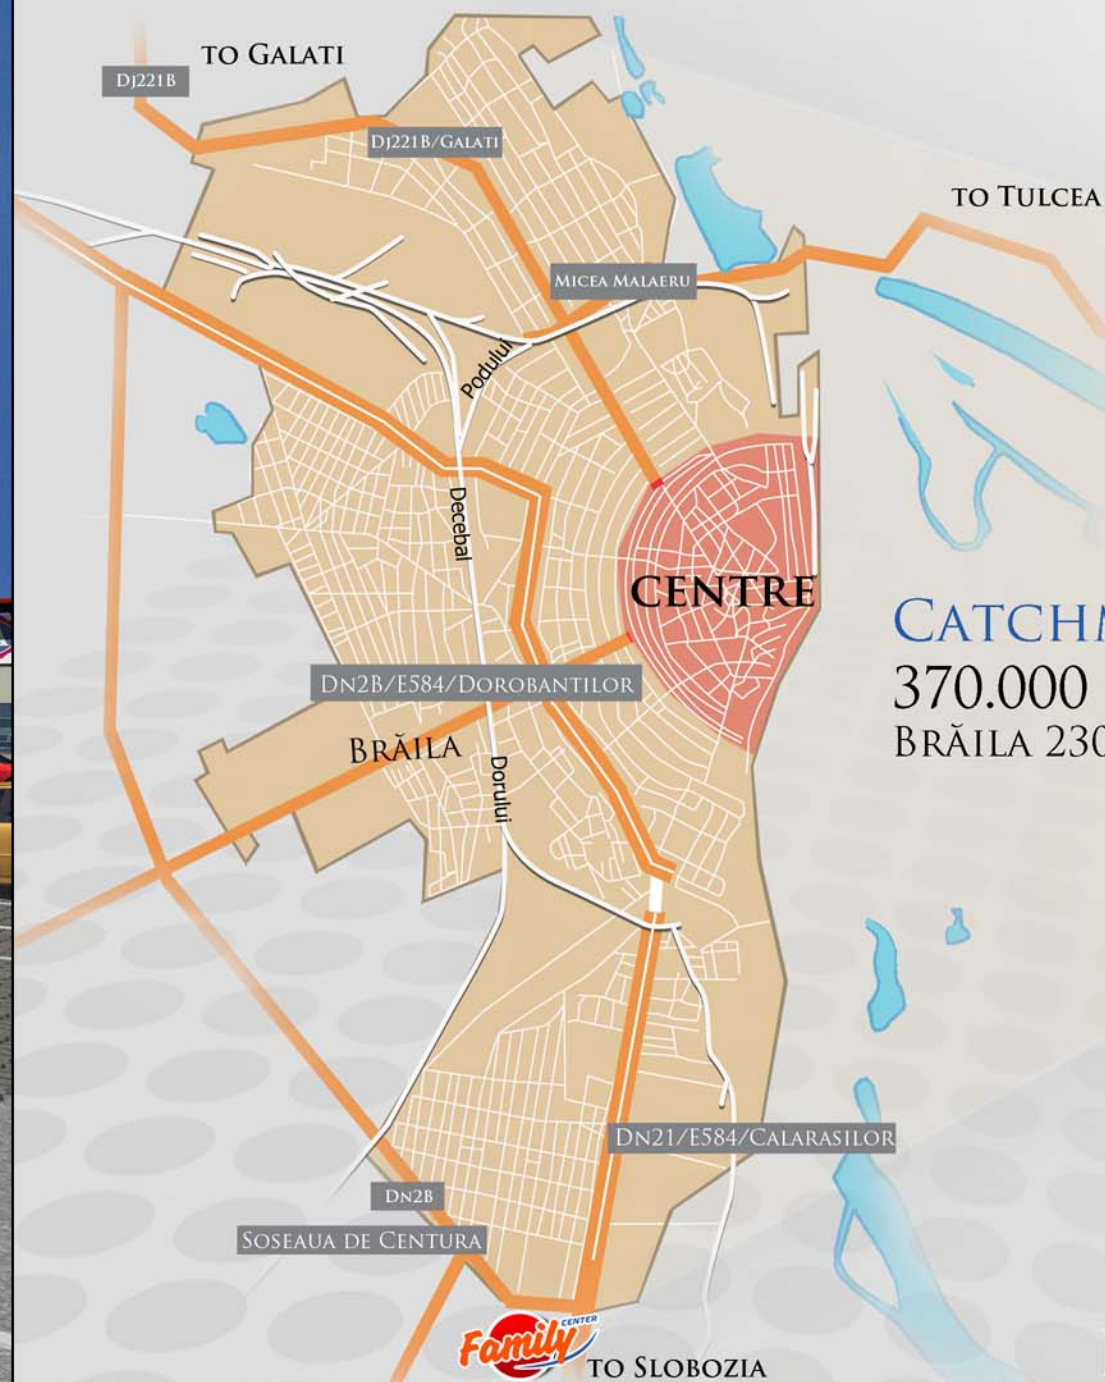 TO GALATI
DJ221B
DJ221B/GALATI
TO TULCEA
MICEA MALAERU
Podului
Decebal
CENTRE
370.000
BRĂILA 230
DN2B/E584/DOROBANTILOR
BRĂILA
Dorului
DN21/E584/CALARASILOR
DN2B
SOSEAUA DE CENTURA
Family CENTER
TO SLOBOZIA